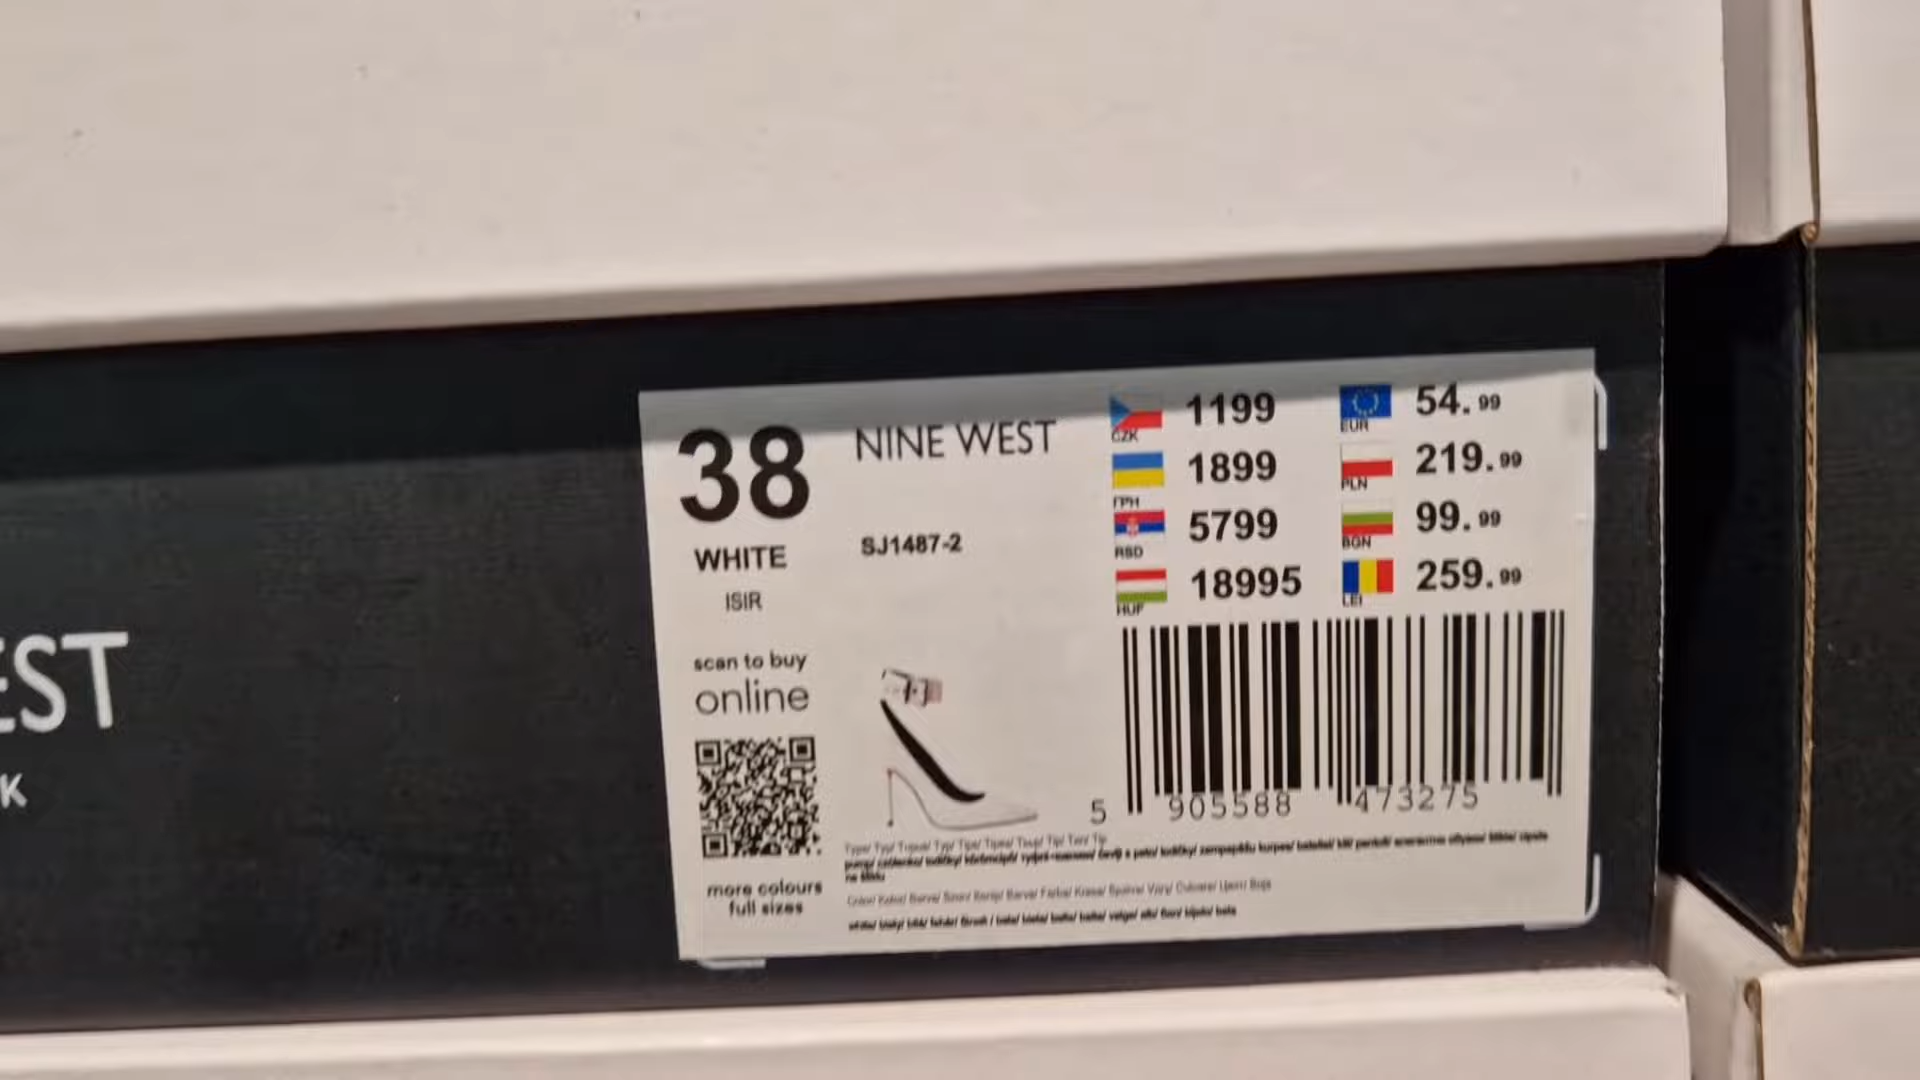 EST
K
38
WHITE
ISIR
scan to buy
online
more colours
full sizes
NINE WEST
SJ1487-2
CZK 1199
ГРН 1899
RSD 5799
HUF 18995
EUR 54.99
PLN 219.99
BGN 99.99
LEI 259.99
5 905588 473275